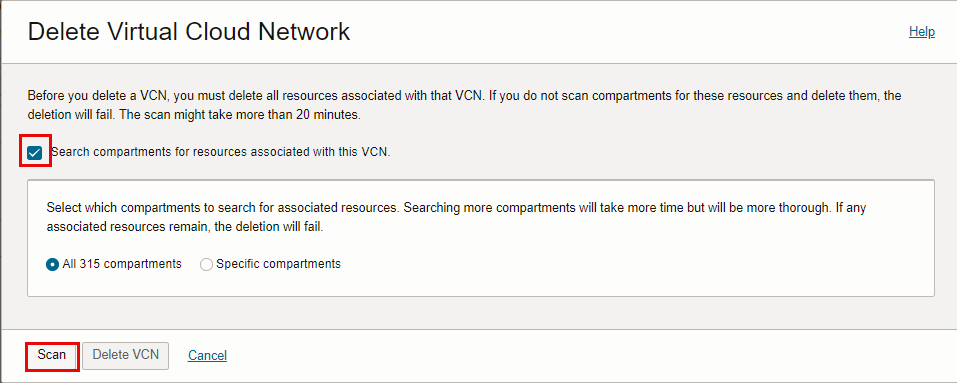 Delete Virtual Cloud Network
Help
Before you delete a VCN, you must delete all resources associated with that VCN. If you do not scan compartments for these resources and delete them, the
deletion will fail. The scan might take more than 20 minutes.
Search compartments for resources associated with this VCN.
Select which compartments to search for associated resources. Searching more compartments will take more time but will be more thorough. If any
associated resources remain, the deletion will fail.
All 315 compartments Specific compartments
Scan Delete VCN Cancel